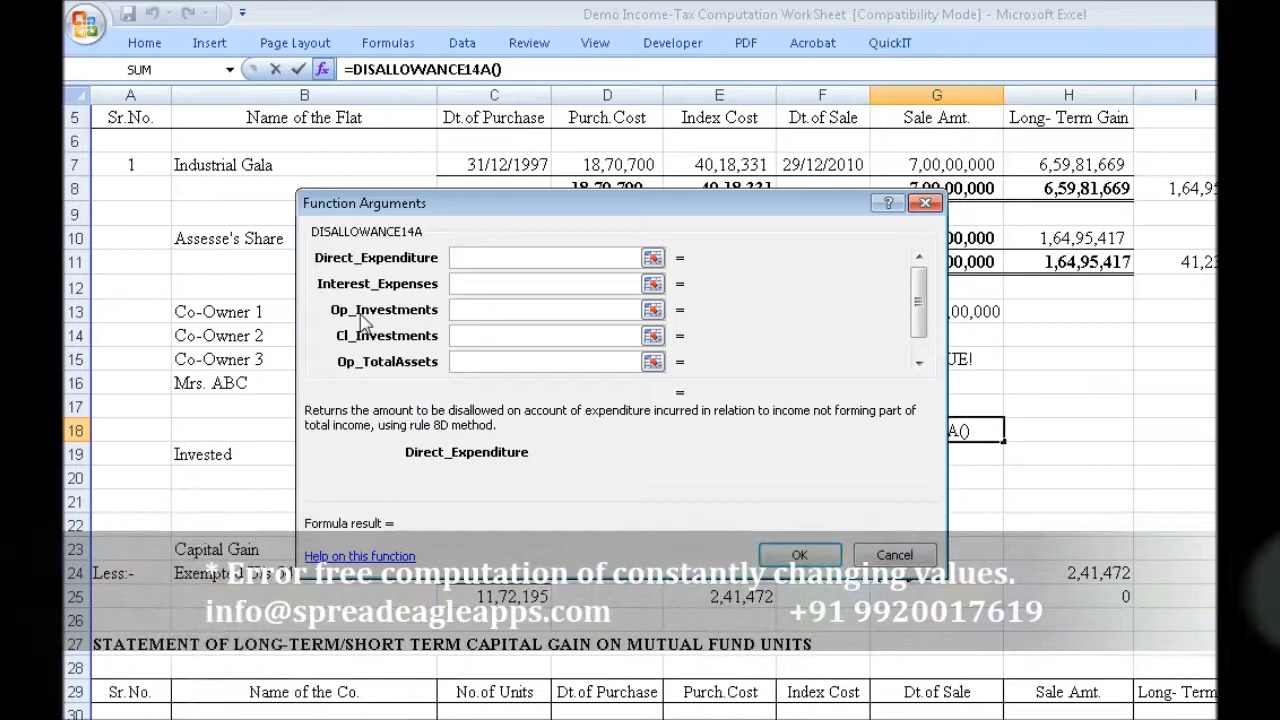 Demo Income-Tax Computation WorkSheet [Compatibility Mode] - Microsoft Excel
Home Insert Page Layout Formulas Data Review View Developer PDF Acrobat QuickIT
SUM =DISALLOWANCE14A()
A B C D E F G H I
5 Sr.No. Name of the Flat Dt.of Purchase Purch.Cost Index Cost Dt.of Sale Sale Amt. Long- Term Gain
6
7 1 Industrial Gala 31/12/1997 18,70,700 40,18,331 29/12/2010 7,00,00,000 6,59,81,669
8 6,59,81,669
9
10 Assesse's Share 1,64,95,417
11 1,64,95,417
12
13 Co-Owner 1
14 Co-Owner 2
15 Co-Owner 3
16 Mrs. ABC
17
18 A()
19 Invested
20
21
22
23 Capital Gain
24 Less:- 2,41,472
25 11,72,195 2,41,472 0
26
27 STATEMENT OF LONG-TERM/SHORT TERM CAPITAL GAIN ON MUTUAL FUND UNITS
28
29 Sr.No. Name of the Co. No.of Units Dt.of Purchase Purch.Cost Index Cost Dt.of Sale Sale Amt. Long- Term
30
Function Arguments
DISALLOWANCE14A
Direct_Expenditure =
Interest_Expenses =
Op_Investments =
Cl_Investments =
Op_TotalAssets =
=
Returns the amount to be disallowed on account of expenditure incurred in relation to income not forming part of
total income, using rule 8D method.
Direct_Expenditure
Formula result =
Help on this function OK Cancel
* Error free computation of constantly changing values.
info@spreadeagleapps.com +91 9920017619